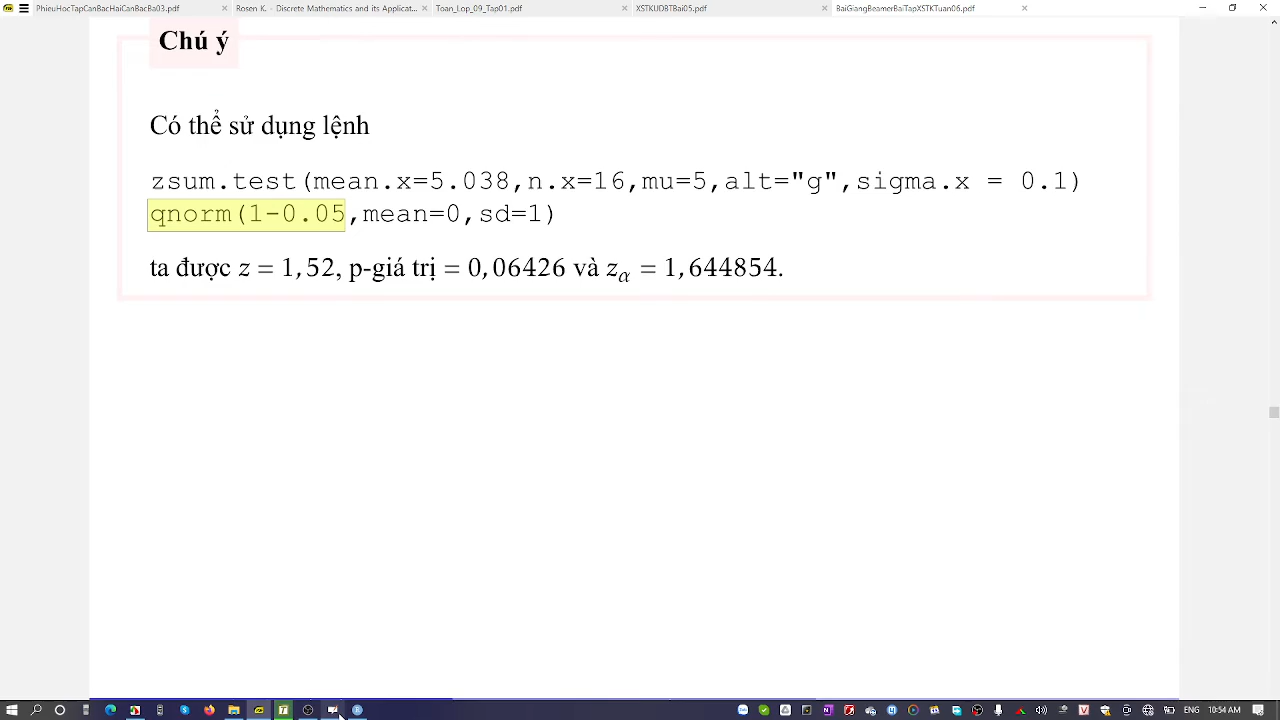 PhieuHocTapCanBacHaiCanBacBa03.pdf
Rosen K. - Discrete Mathematics and its Applicat...
Toan_Lop_09_Tap01.pdf
XSTKUDBTBai05.pdf
BaiGiangBeamerBaiTapXSTKTuan06.pdf
Chú ý
Có thể sử dụng lệnh
zsum.test(mean.x=5.038,n.x=16,mu=5,alt="g",sigma.x = 0.1)
qnorm(1-0.05,mean=0,sd=1)
ta được z = 1,52, p-giá trị = 0,06426 và zα = 1,644854.
10:54 AM